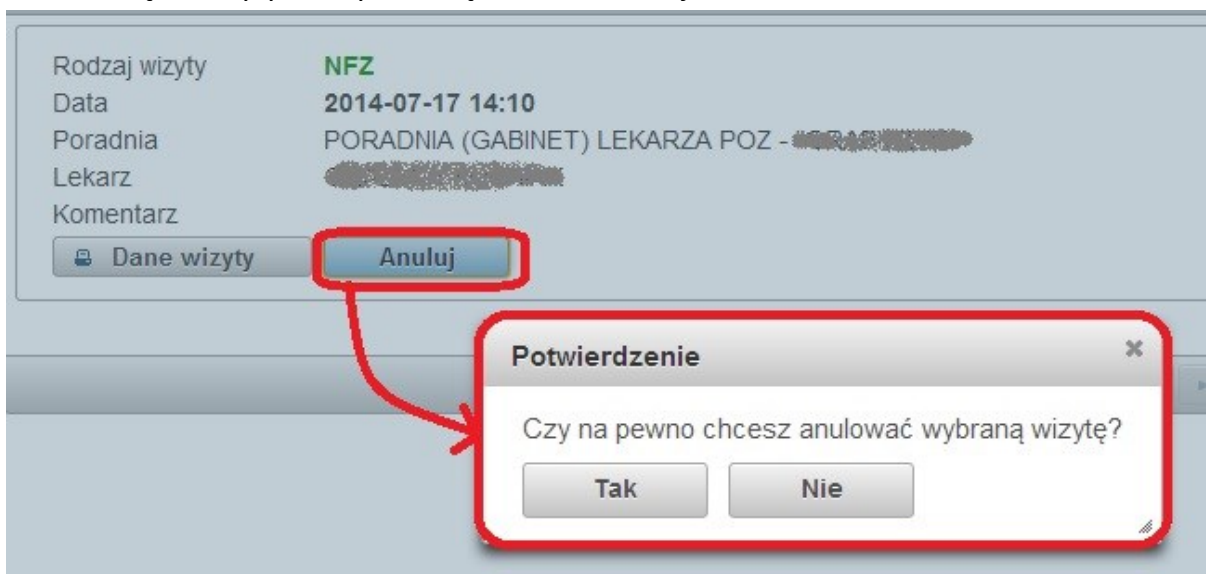 Rodzaj wizyty NFZ
Data 2014-07-17 14:10
Poradnia PORADNIA (GABINET) LEKARZA POZ -
Lekarz
Komentarz
Dane wizyty Anuluj
Potwierdzenie
Czy na pewno chcesz anulować wybraną wizytę?
Tak Nie